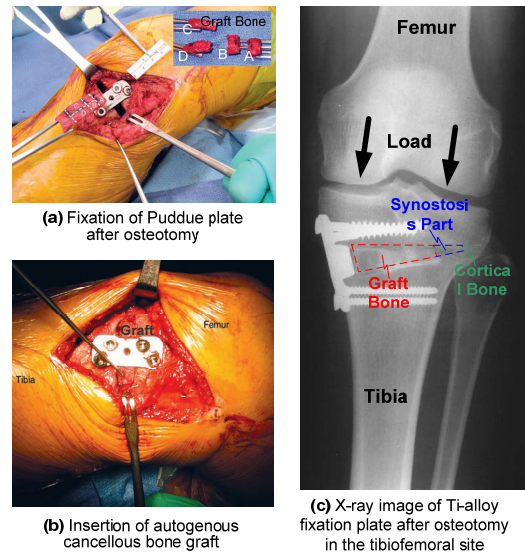 Graft Bone
C
D
B
A
(a) Fixation of Puddue plate
after osteotomy
Graft
Femur
Tibia
(b) Insertion of autogenous
cancellous bone graft
Femur
Load
Synostosi
s Part
Graft
Bone
Cortica
l Bone
Tibia
(c) X-ray image of Ti-alloy
fixation plate after osteotomy
in the tibiofemoral site